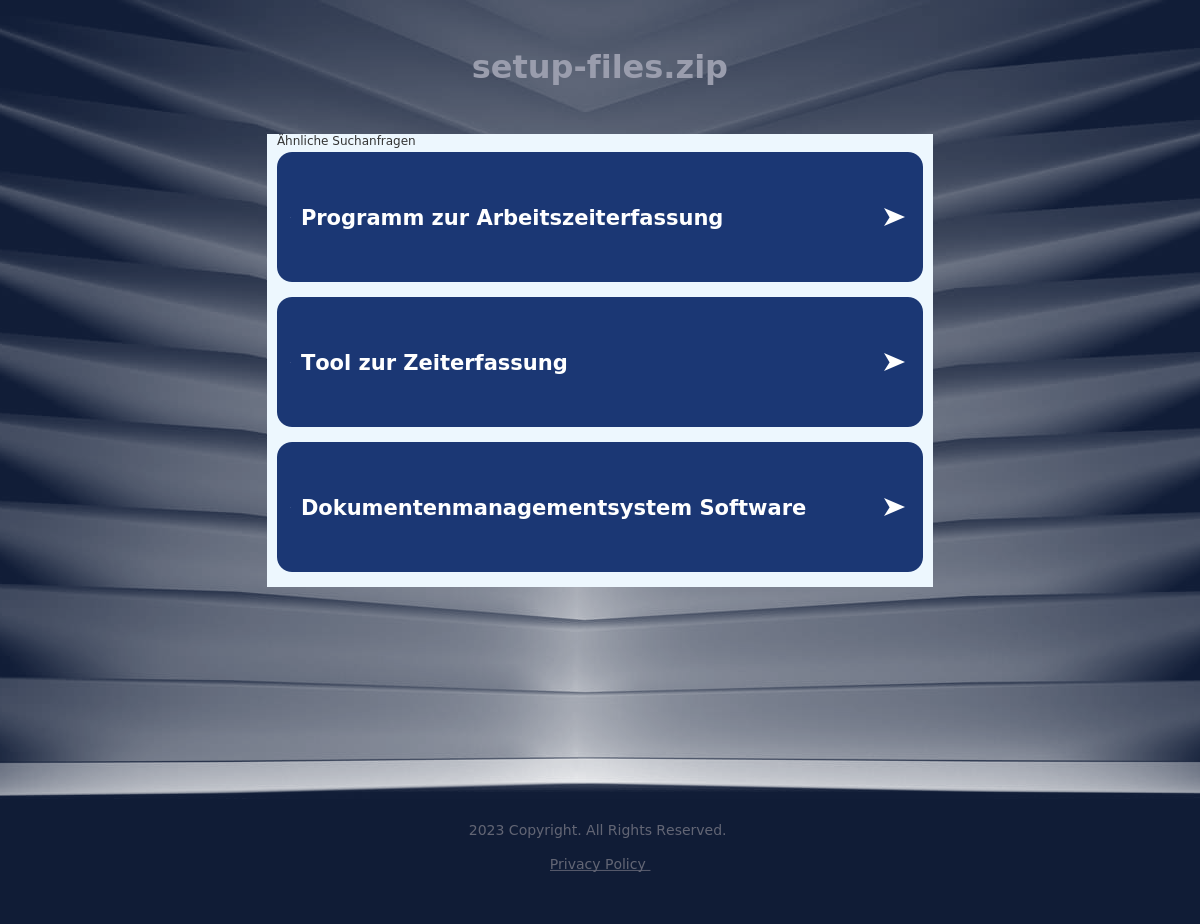 setup-files.zip
Ähnliche Suchanfragen
Programm zur Arbeitszeiterfassung
Tool zur Zeiterfassung
Dokumentenmanagementsystem Software
2023 Copyright. All Rights Reserved.
Privacy Policy